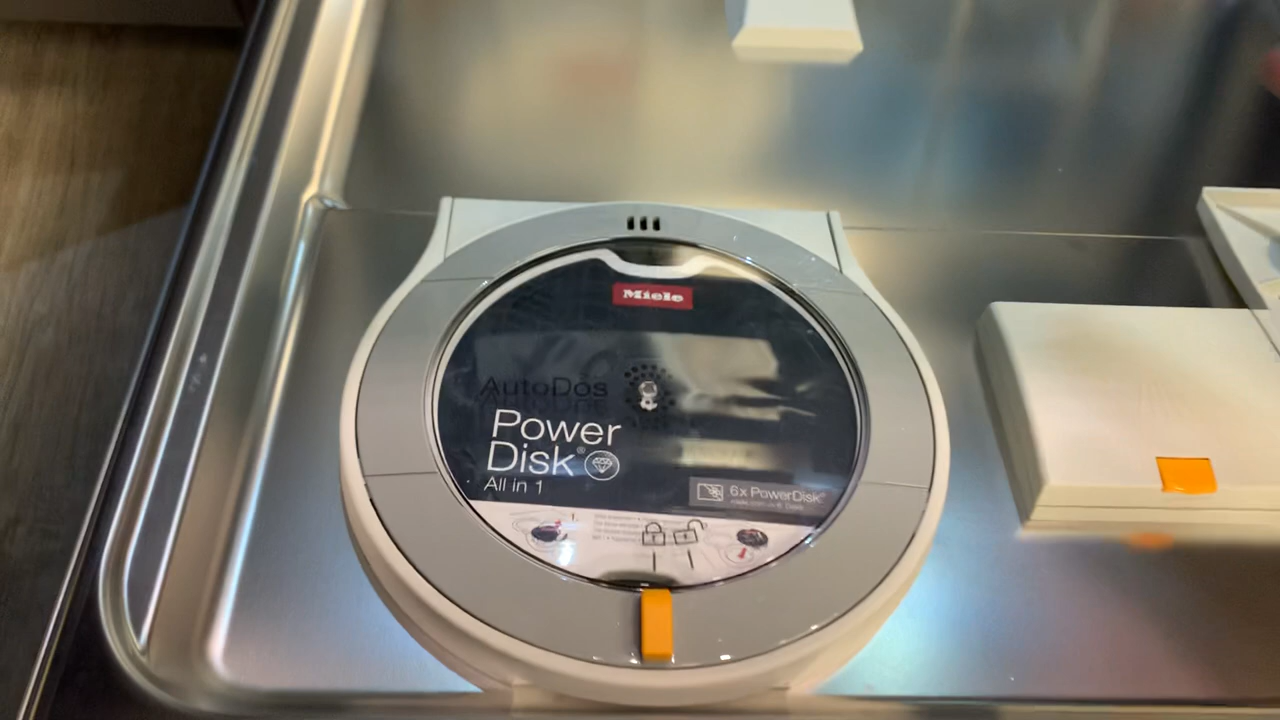 Miele
AutoDos
Power
Disk®
All in 1
6x PowerDisk®